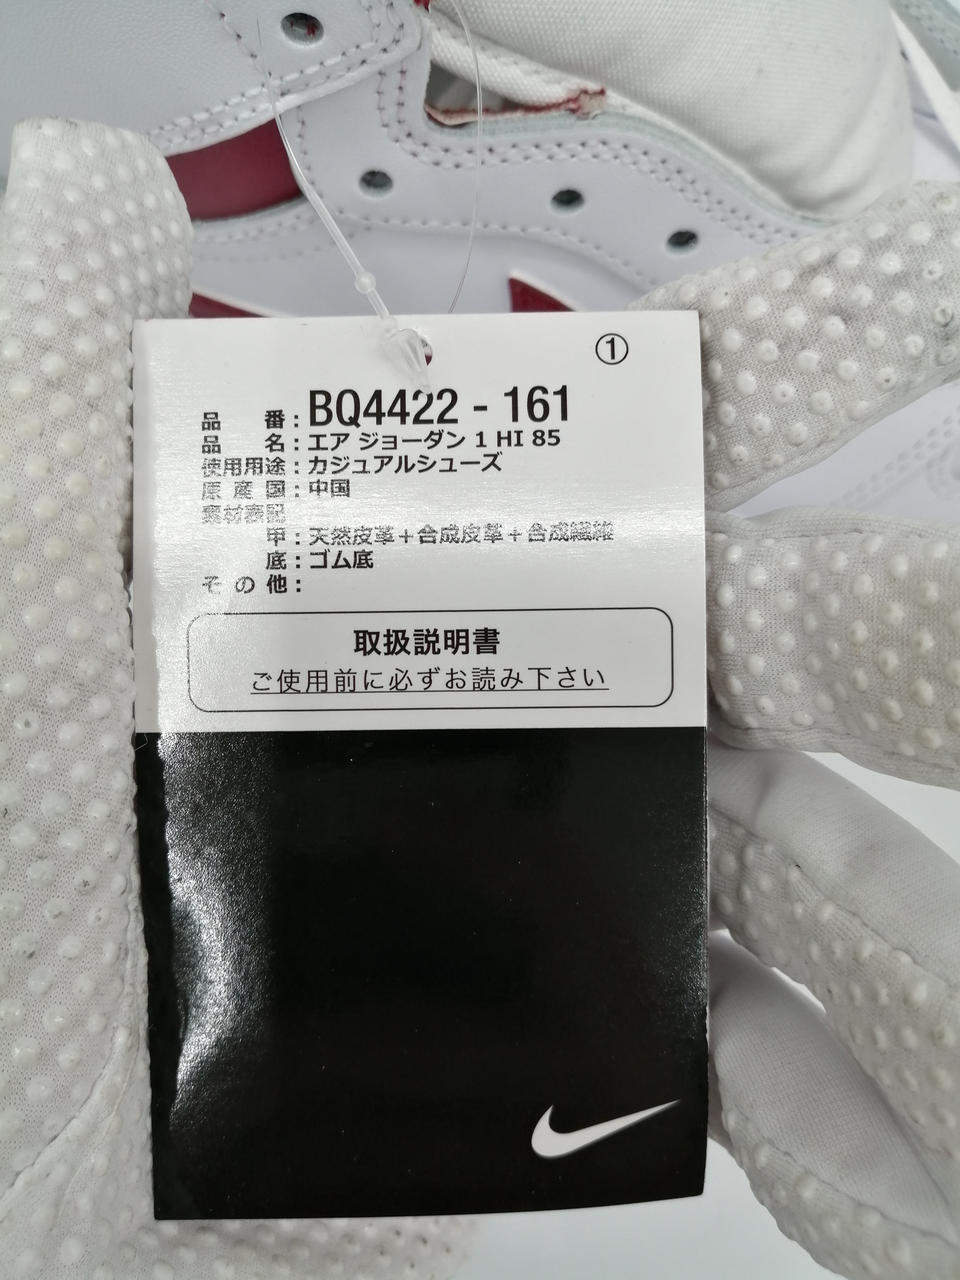 ①
品 番：BQ4422 - 161
品 名：エア ジョーダン 1 HI 85
使用用途：カジュアルシューズ
原 産 国：中国
素材表記
甲：天然皮革＋合成皮革＋合成繊維
底：ゴム底
そ の 他：
取扱説明書
ご使用前に必ずお読み下さい